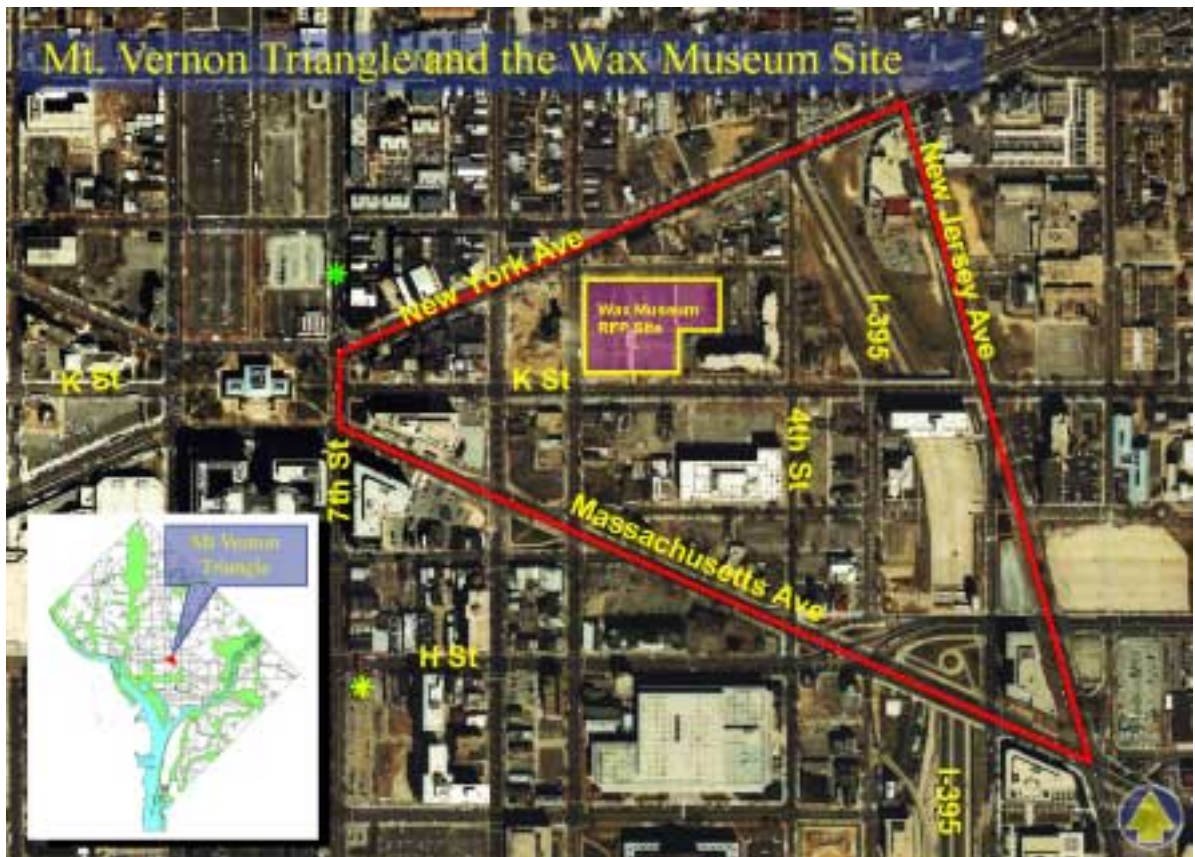 Mt. Vernon Triangle and the Wax Museum Site
New Jersey Ave
New York Ave
Wax Museum
RFP Site
I-395
K St
K St
4th St
7th St
Massachusetts Ave
Mt Vernon
Triangle
H St
I-395